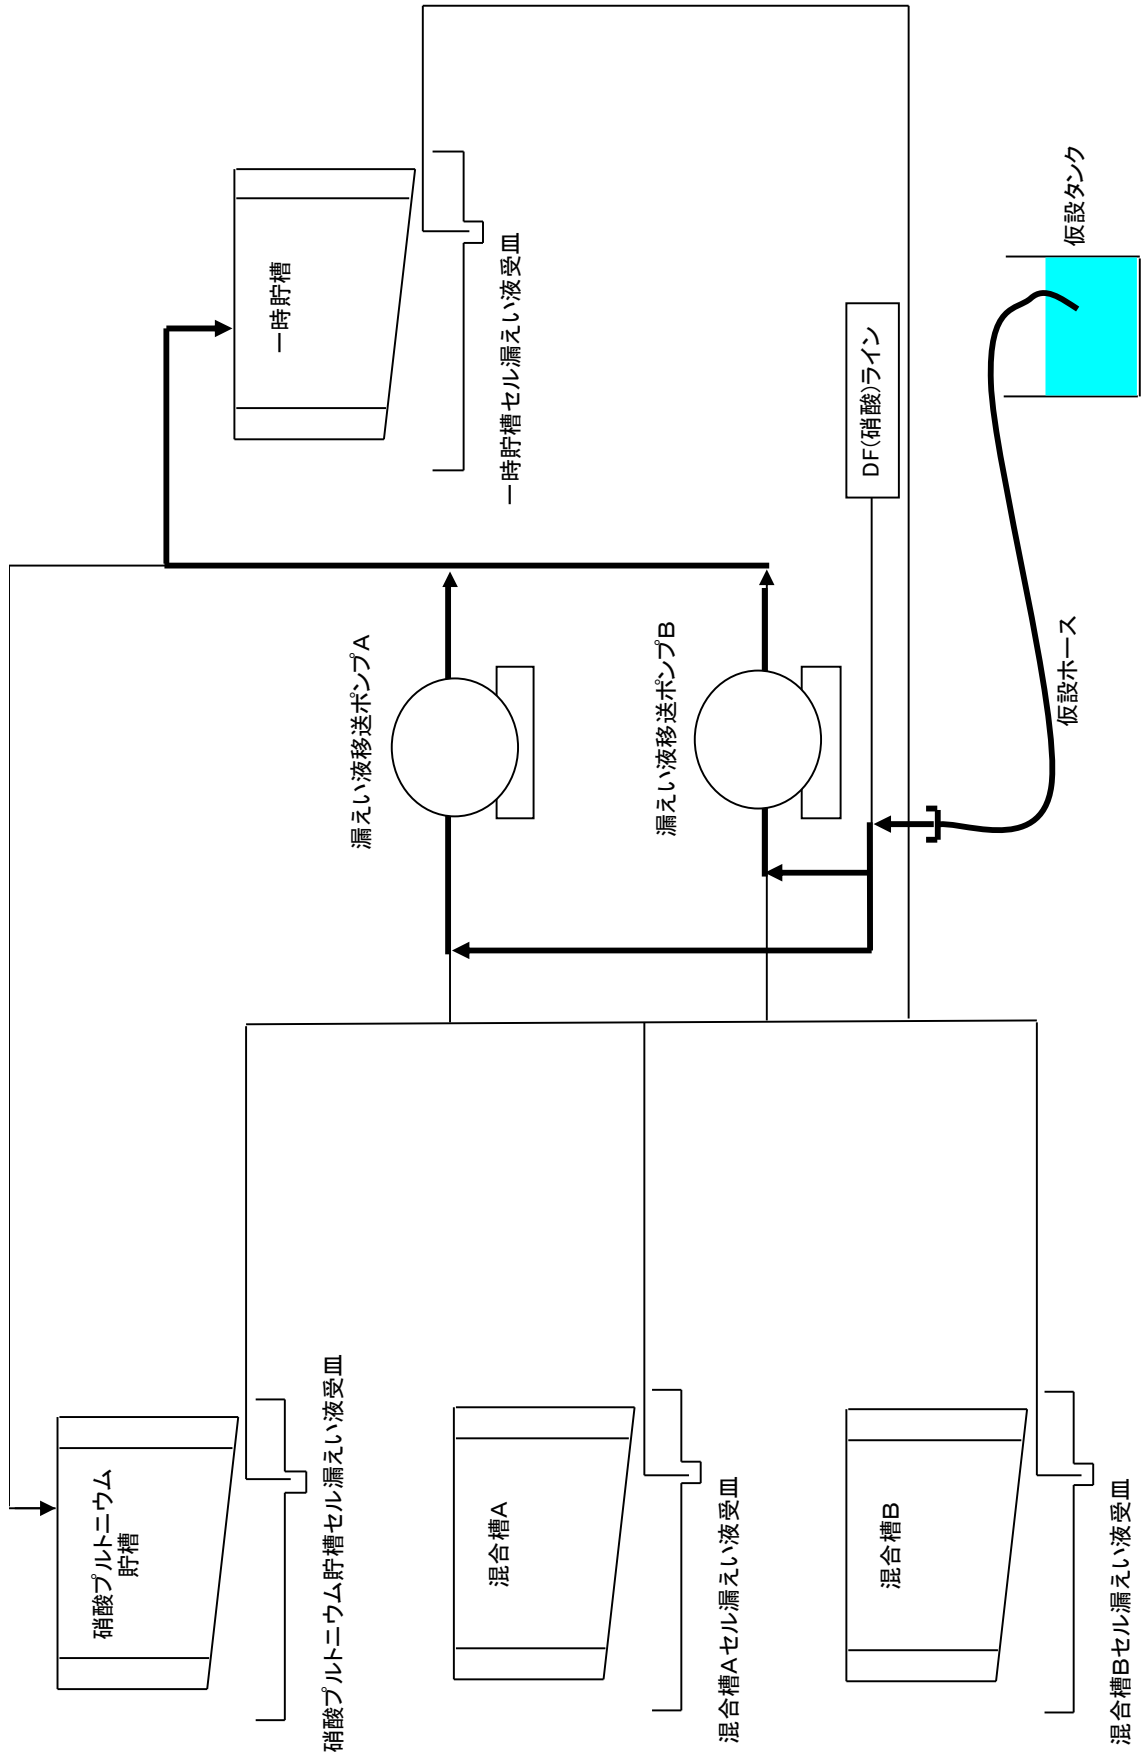 硝酸プルトニウム
貯槽
硝酸プルトニウム貯槽セル漏えい液受皿
混合槽A
混合槽Aセル漏えい液受皿
混合槽B
混合槽Bセル漏えい液受皿
漏えい液移送ポンプA
漏えい液移送ポンプB
一時貯槽
一時貯槽セル漏えい液受皿
DF(硝酸)ライン
仮設ホース
仮設タンク